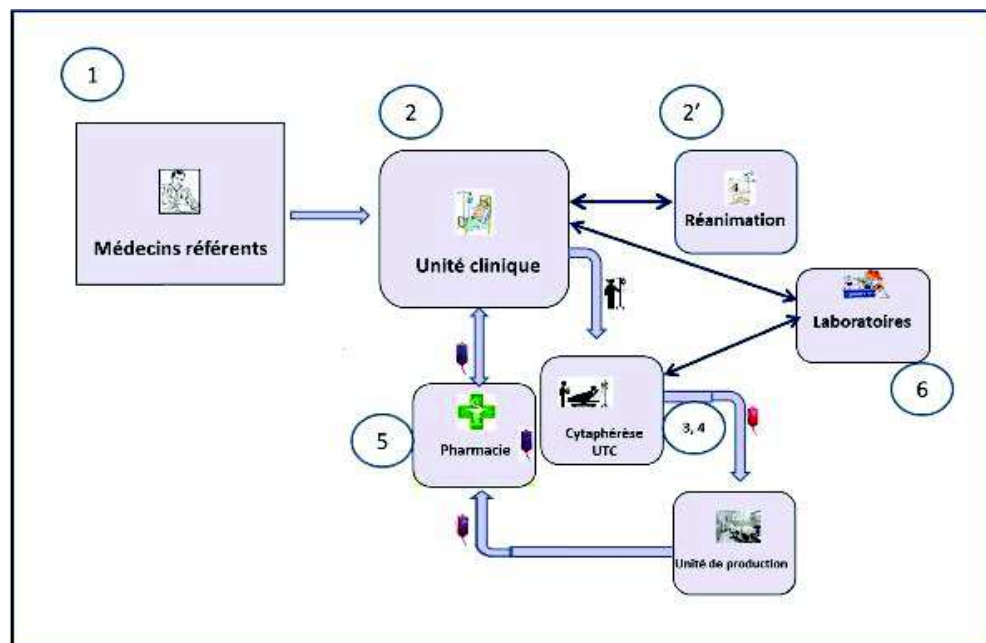 1
2
2'
Médecins référents
Unité clinique
Réanimation
Laboratoires
6
5
Pharmacie
Cytaphérèse
UTC
3, 4
Unité de production